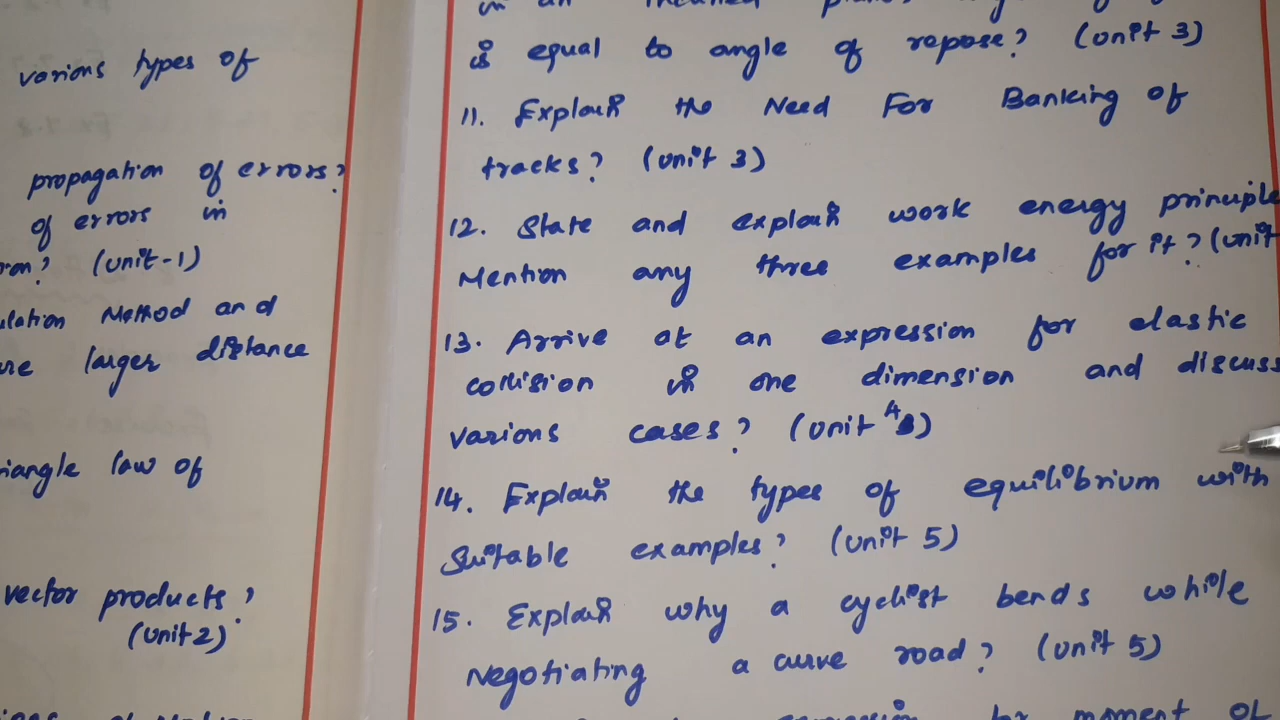 various types of
propagation of errors?
of errors in
(unit-1)
Method and
larger distance
law of
vector products?
(unit 2)
is equal to angle of repose? (unit 3)
11. Explain the Need For Banking of
tracks? (unit 3)
12. State and explain work energy principle
Mention any three examples for it? (unit
13. Arrive at an expression for elastic
collision in one dimension and discuss
various cases? (unit 4)
14. Explain the types of equilibrium with
Suitable examples? (unit 5)
15. Explain why a cyclist bends while
Negotiating a curve road? (unit 5)
moment of